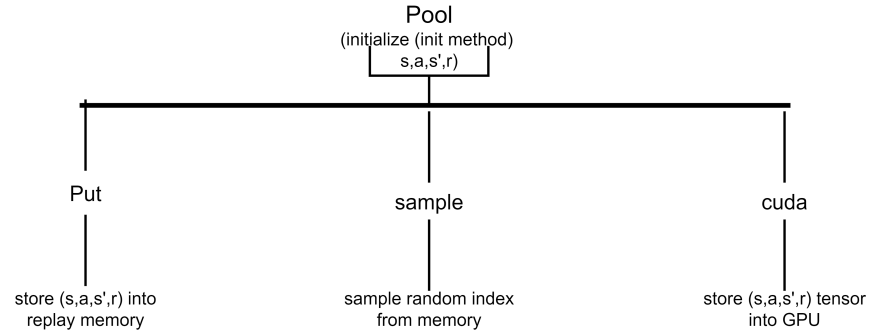 Pool
(initialize (init method)
s,a,s',r)
Put
sample
cuda
store (s,a,s',r) into
replay memory
sample random index
from memory
store (s,a,s',r) tensor
into GPU